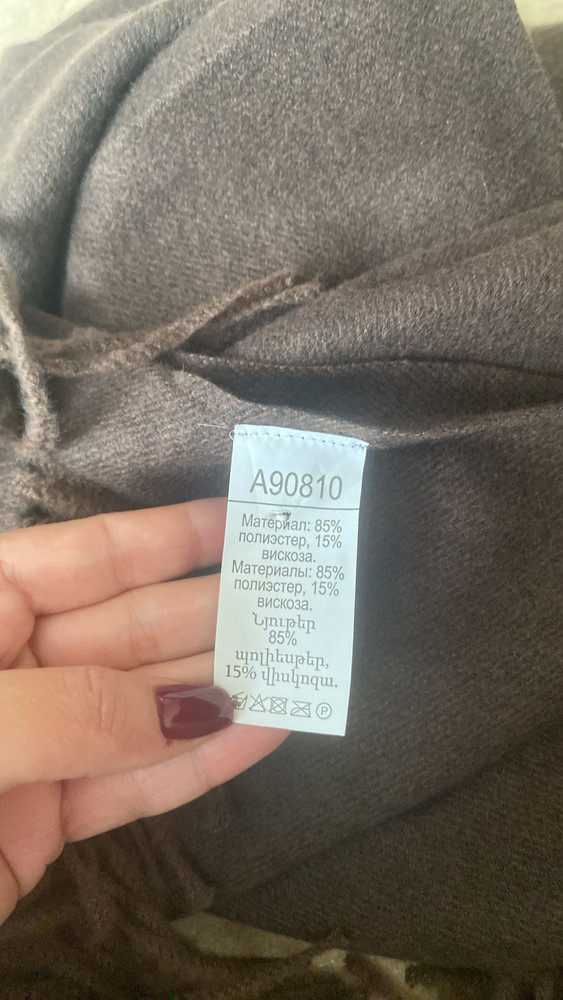 A90810
Материал: 85%
полиэстер, 15%
вискоза.
Материалы: 85%
полиэстер, 15%
вискоза.
Նյութեր
85%
պոլիեսթեր,
15% վիսկոզա.
P